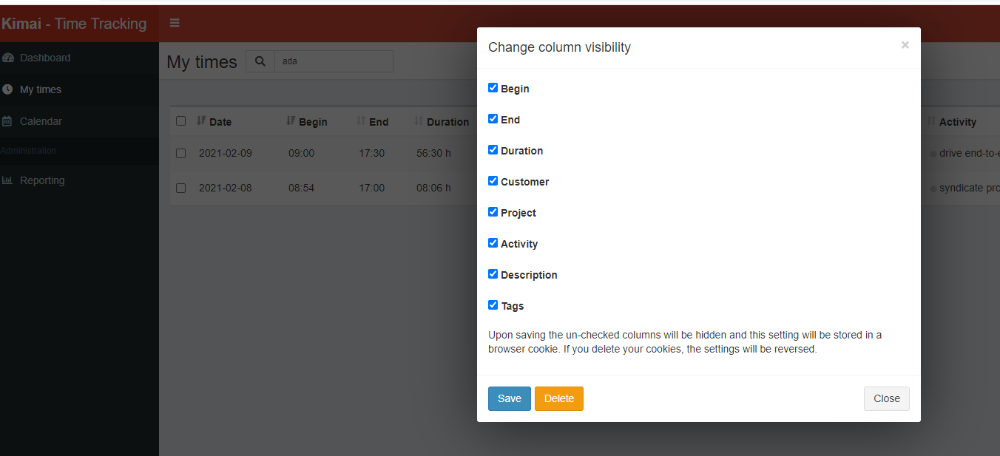 Kimai - Time Tracking
Dashboard
My times
Calendar
Administration
Reporting
My times
ada
Date Begin End Duration Activity
2021-02-09 09:00 17:30 56:30 h drive end-to-e
2021-02-08 08:54 17:00 08:06 h syndicate pro
Change column visibility
×
Begin
End
Duration
Customer
Project
Activity
Description
Tags
Upon saving the un-checked columns will be hidden and this setting will be stored in a
browser cookie. If you delete your cookies, the settings will be reversed.
Save Delete Close